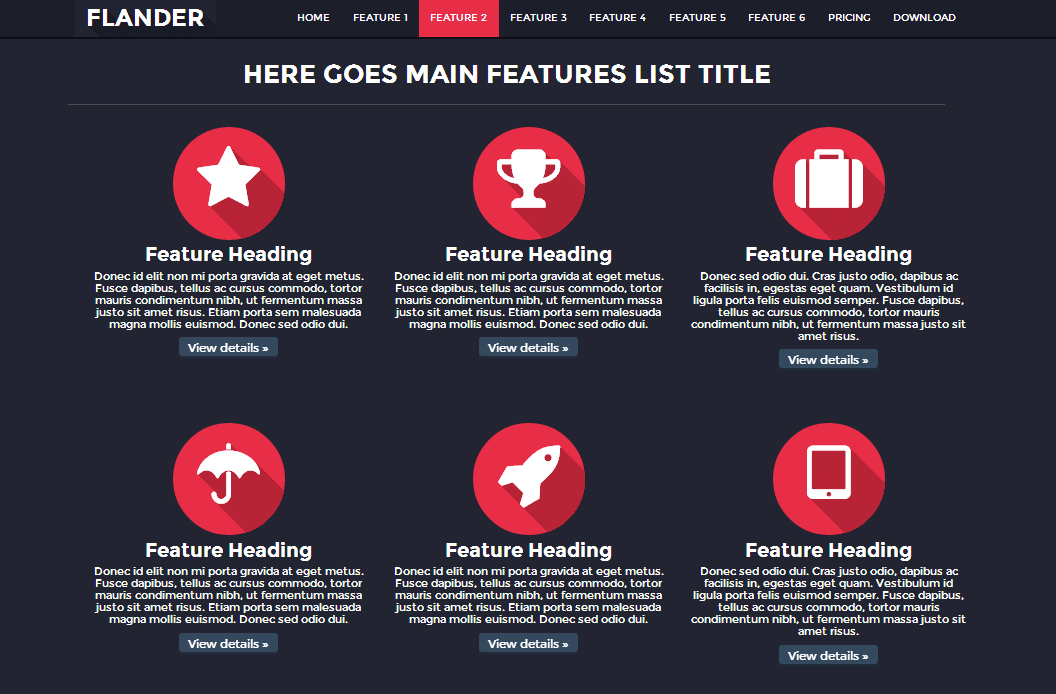 FLANDER
HOME FEATURE 1 FEATURE 2 FEATURE 3 FEATURE 4 FEATURE 5 FEATURE 6 PRICING DOWNLOAD
HERE GOES MAIN FEATURES LIST TITLE
Feature Heading
Donec id elit non mi porta gravida at eget metus.
Fusce dapibus, tellus ac cursus commodo, tortor
mauris condimentum nibh, ut fermentum massa
justo sit amet risus. Etiam porta sem malesuada
magna mollis euismod. Donec sed odio dui.
View details »
Feature Heading
Donec id elit non mi porta gravida at eget metus.
Fusce dapibus, tellus ac cursus commodo, tortor
mauris condimentum nibh, ut fermentum massa
justo sit amet risus. Etiam porta sem malesuada
magna mollis euismod. Donec sed odio dui.
View details »
Feature Heading
Donec sed odio dui. Cras justo odio, dapibus ac
facilisis in, egestas eget quam. Vestibulum id
ligula porta felis euismod semper. Fusce dapibus,
tellus ac cursus commodo, tortor mauris
condimentum nibh, ut fermentum massa justo sit
amet risus.
View details »
Feature Heading
Donec id elit non mi porta gravida at eget metus.
Fusce dapibus, tellus ac cursus commodo, tortor
mauris condimentum nibh, ut fermentum massa
justo sit amet risus. Etiam porta sem malesuada
magna mollis euismod. Donec sed odio dui.
View details »
Feature Heading
Donec id elit non mi porta gravida at eget metus.
Fusce dapibus, tellus ac cursus commodo, tortor
mauris condimentum nibh, ut fermentum massa
justo sit amet risus. Etiam porta sem malesuada
magna mollis euismod. Donec sed odio dui.
View details »
Feature Heading
Donec sed odio dui. Cras justo odio, dapibus ac
facilisis in, egestas eget quam. Vestibulum id
ligula porta felis euismod semper. Fusce dapibus,
tellus ac cursus commodo, tortor mauris
condimentum nibh, ut fermentum massa justo sit
amet risus.
View details »